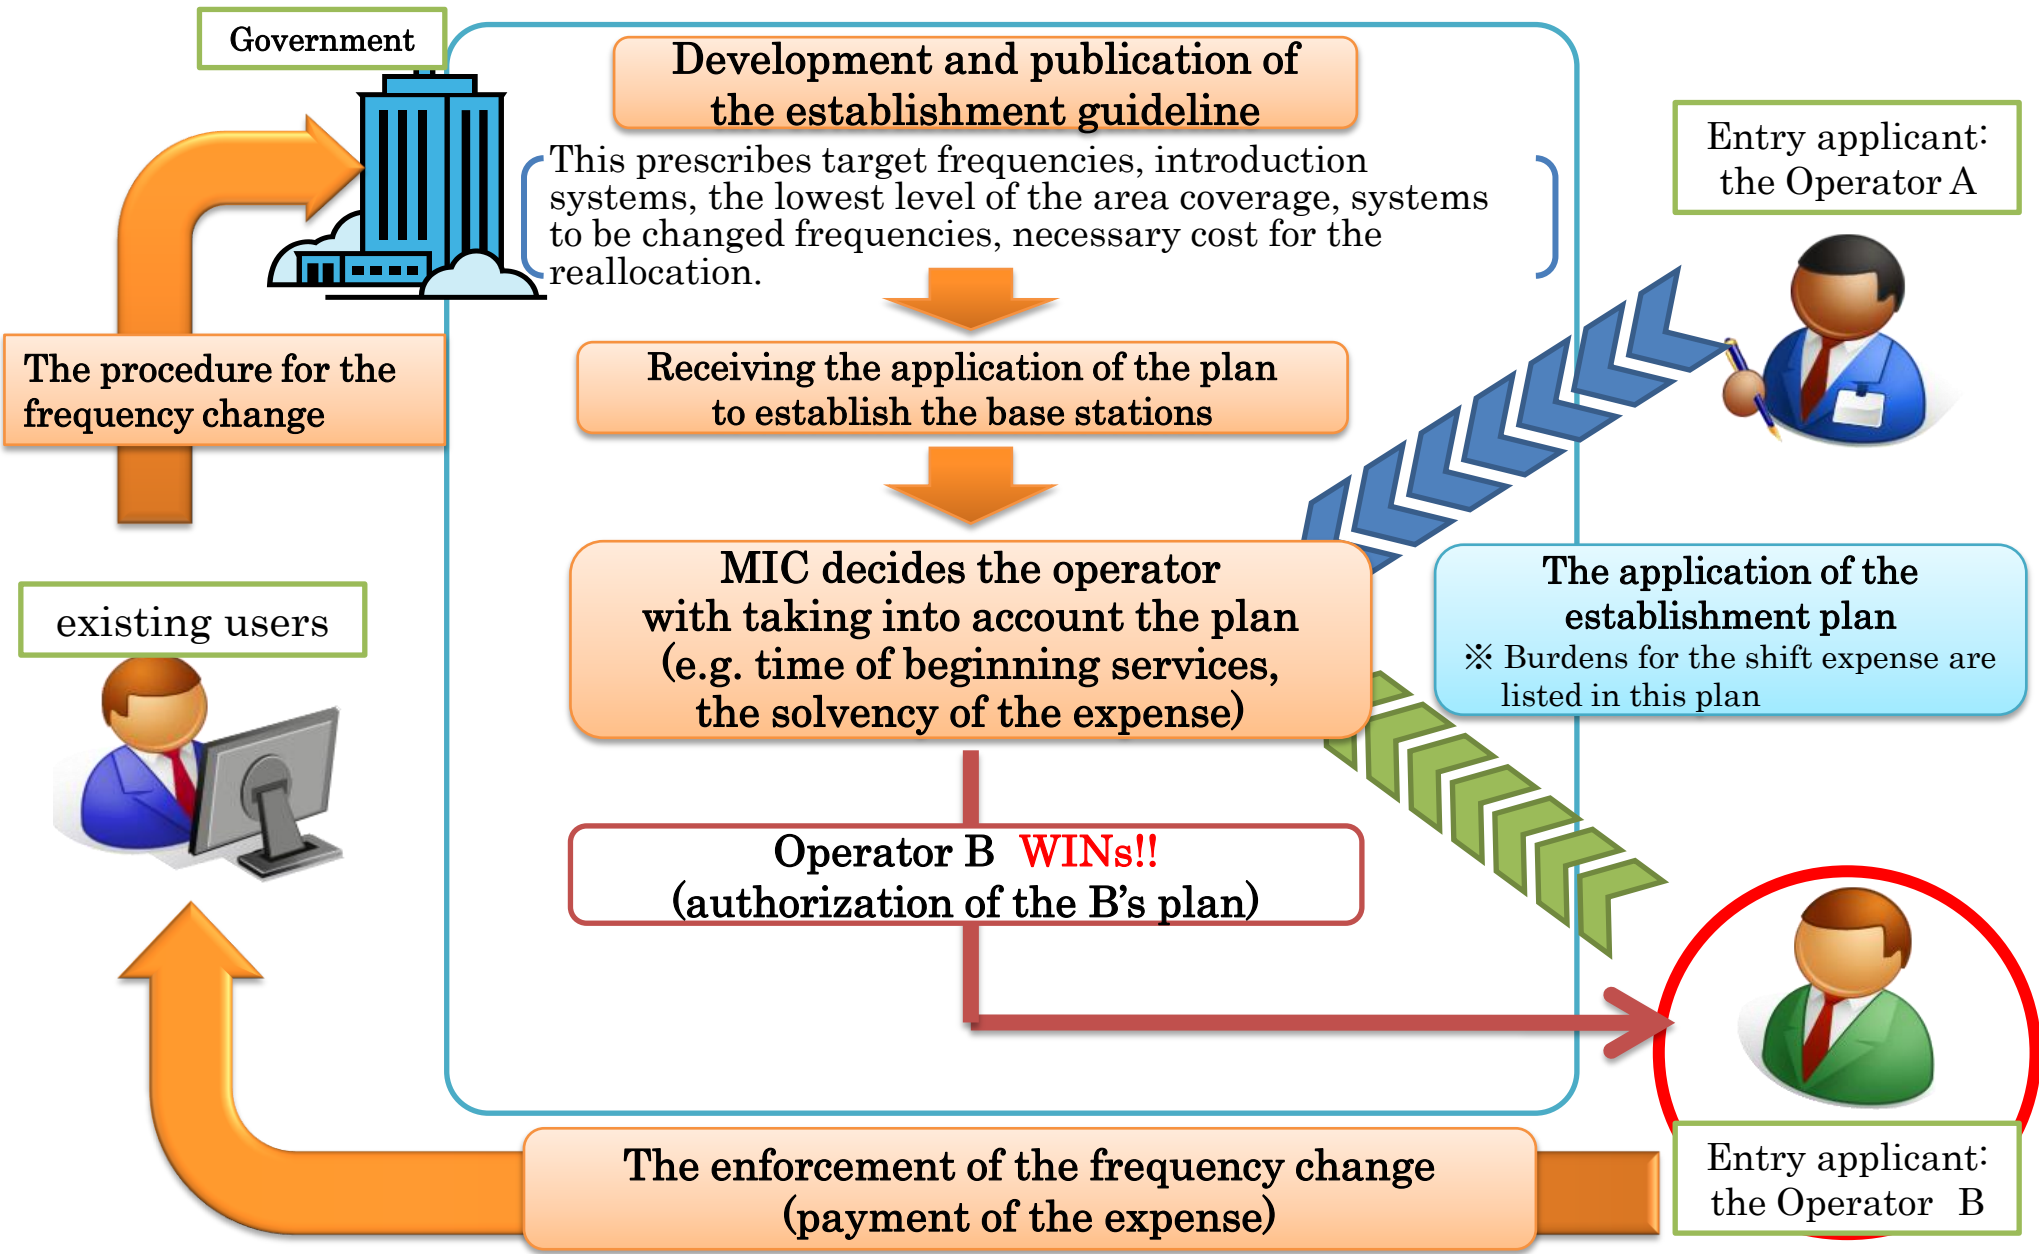 Government
Development and publication of
the establishment guideline
This prescribes target frequencies, introduction
systems, the lowest level of the area coverage, systems
to be changed frequencies, necessary cost for the
reallocation.
Entry applicant:
the Operator A
The procedure for the
frequency change
Receiving the application of the plan
to establish the base stations
MIC decides the operator
with taking into account the plan
(e.g. time of beginning services,
the solvency of the expense)
The application of the
establishment plan
※ Burdens for the shift expense are
listed in this plan
existing users
Operator B WINs!!
(authorization of the B’s plan)
The enforcement of the frequency change
(payment of the expense)
Entry applicant:
the Operator B